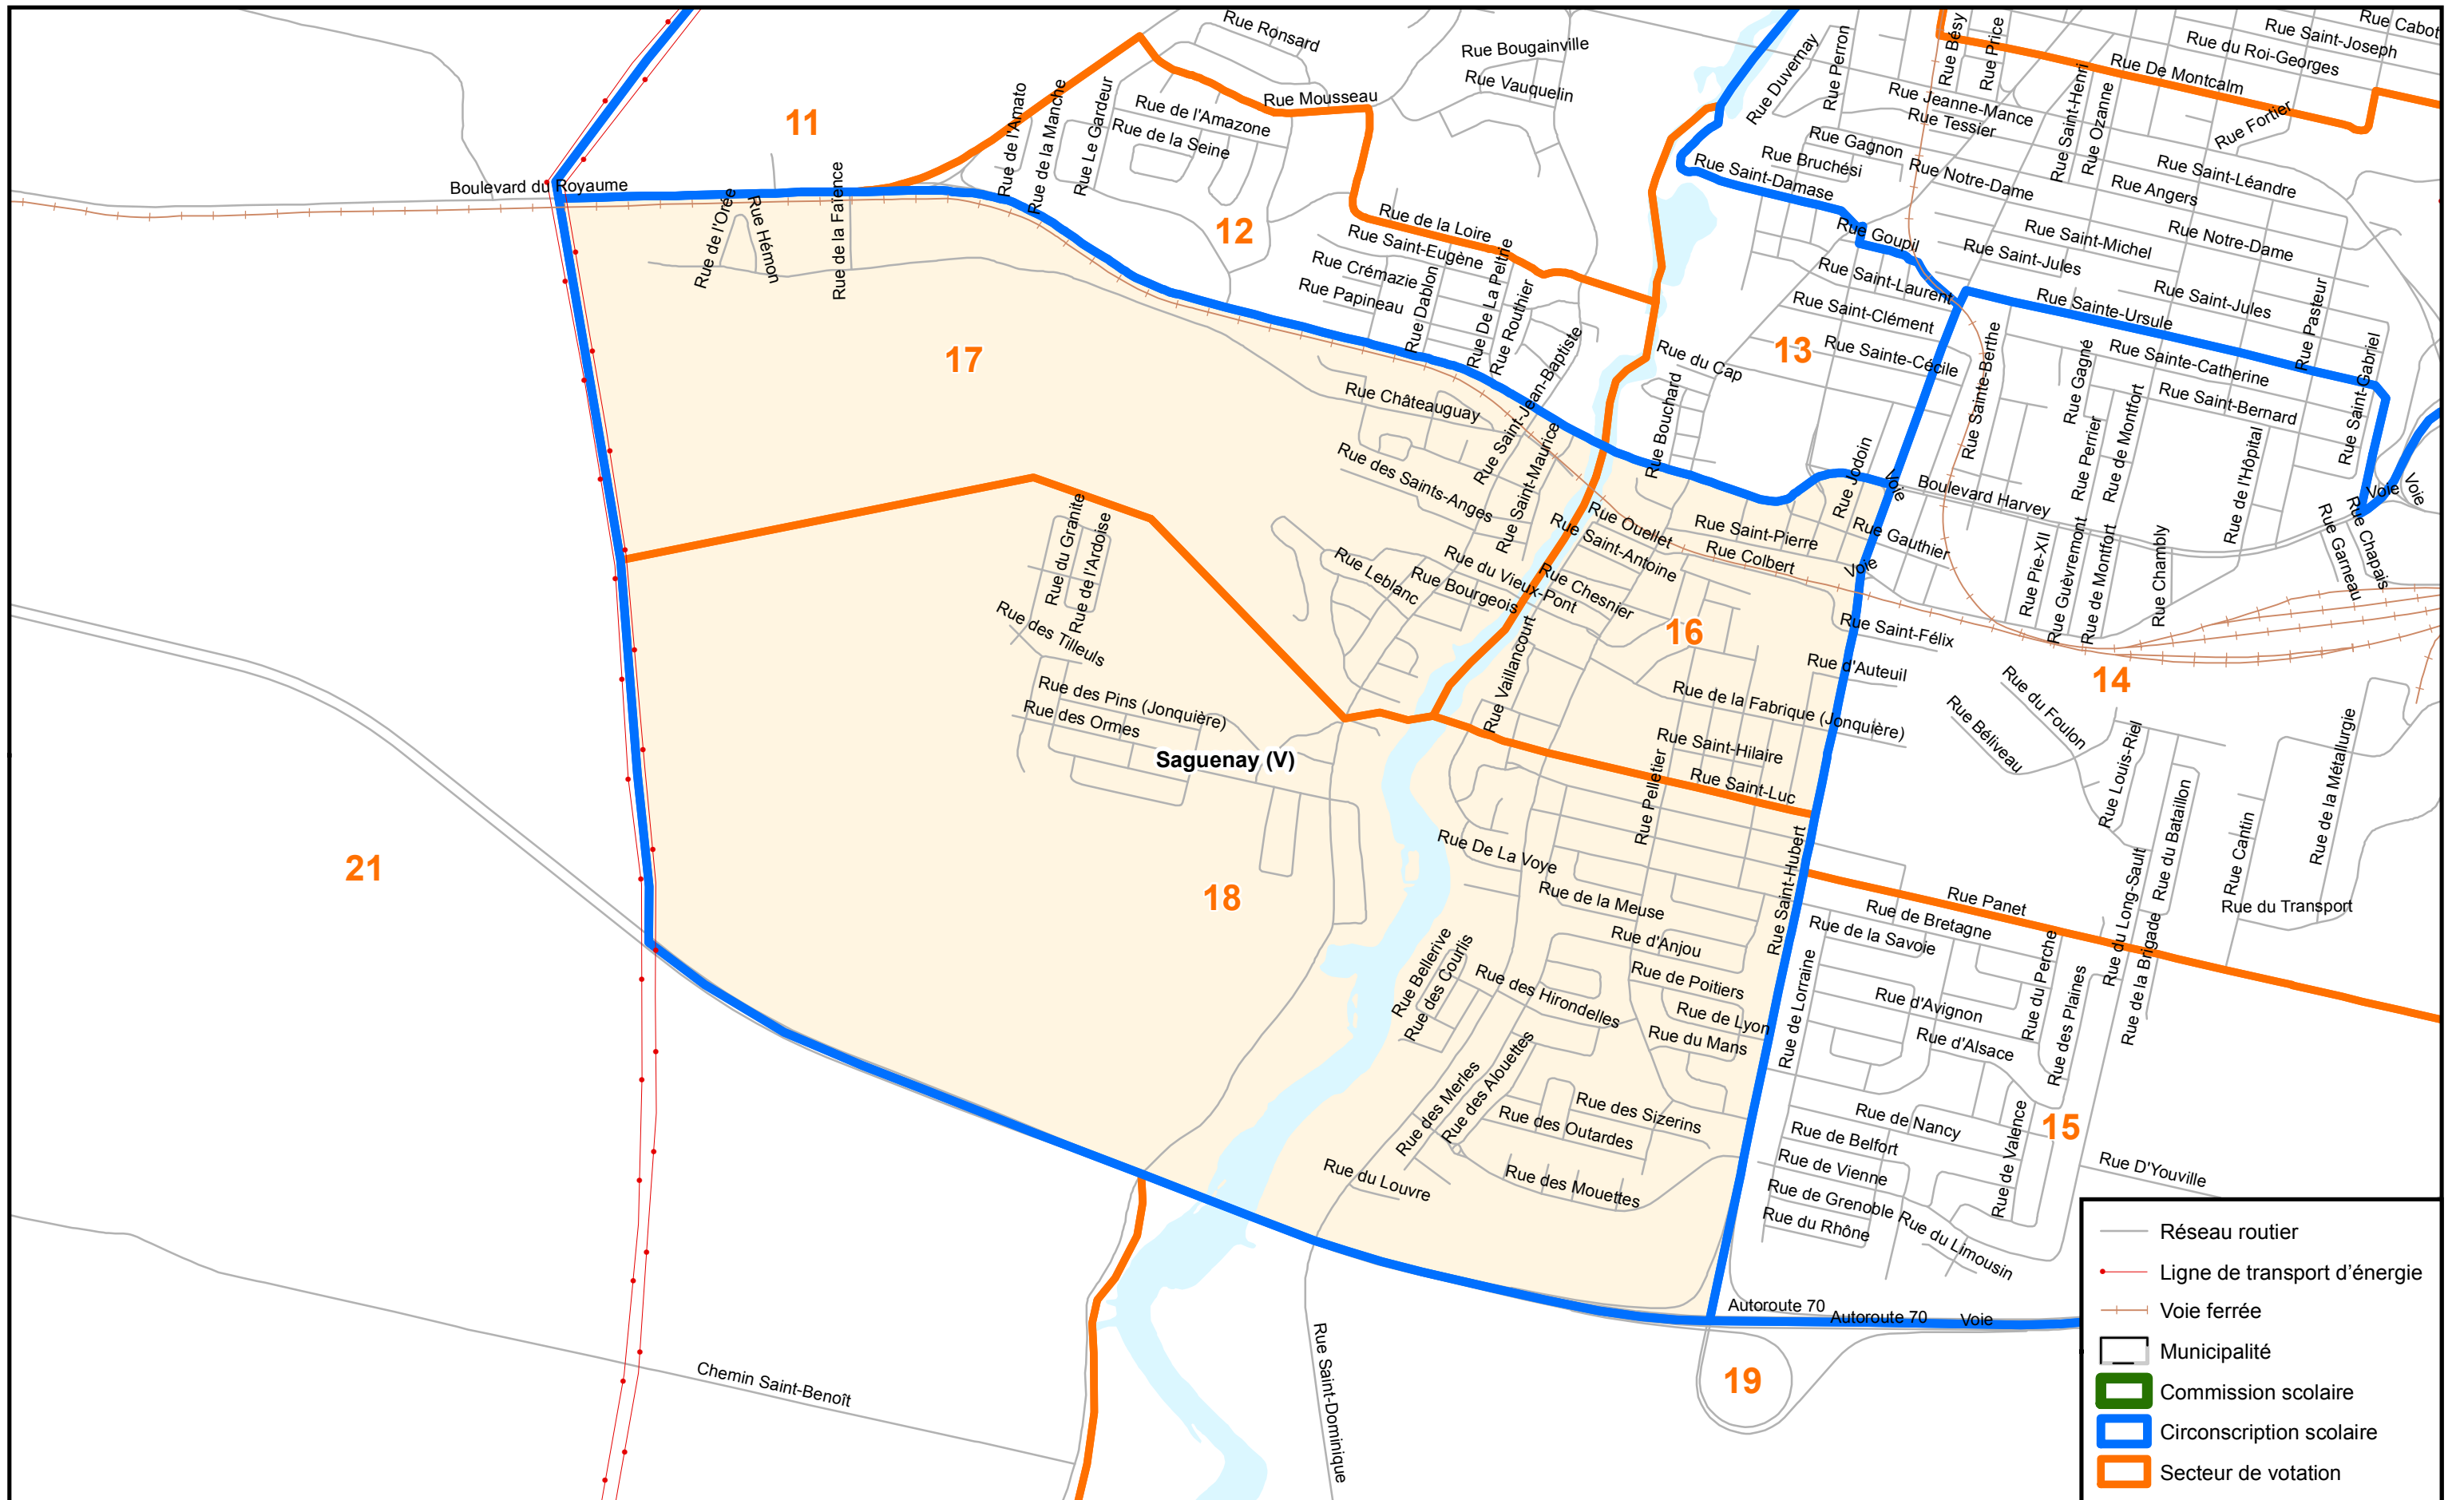 Rue Ronsard
Rue Bougainville
Rue Vauquelin
Rue Duvernay
Rue Perron
Rue Bésy
Rue Price
Rue Cabot
Rue Saint-Joseph
Rue du Roi-Georges
Rue De Montcalm
Rue Fortier
Rue Jeanne-Mance
Rue Tessier
Rue Saint-Henri
Rue Ozanne
11
Rue de l'Amato
Rue de la Manche
Rue Le Gardeur
Rue de l'Amazone
Rue de la Seine
Rue Mousseau
Rue Gagnon
Rue Bruchési
Rue Saint-Damase
Rue Notre-Dame
Rue Saint-Léandre
Rue Angers
Boulevard du Royaume
Rue de l'Orée
Rue Hémon
Rue de la Faïence
12
Rue de la Loire
Rue Saint-Eugène
Rue Crémazie
Rue Papineau
Rue Dablon
Rue De La Peltrie
Rue Routhier
Rue Goupil
Rue Saint-Michel
Rue Notre-Dame
Rue Saint-Jules
Rue Saint-Laurent
Rue Saint-Clément
Rue Sainte-Cécile
Rue Sainte-Ursule
Rue Saint-Jules
Rue Pasteur
Rue Sainte-Catherine
Rue Saint-Bernard
Rue Saint-Gabriel
17
13
Rue du Cap
Rue Bouchard
Rue Sainte-Berthe
Rue Gagné
Rue Perrier
Rue de Montfort
Rue de l'Hôpital
Rue Châteauguay
Rue Saint-Jean-Baptiste
Rue Saint-Maurice
Rue des Saints-Anges
Rue Jodoin
Voie
Boulevard Harvey
Voie
Voie
Rue Chapais
Rue Garneau
Rue Ouellet
Rue Saint-Antoine
Rue Saint-Pierre
Rue Colbert
Rue Gauthier
Voie
Rue Pie-XII
Rue Guèvremont
Rue de Montfort
Rue Chambly
Rue du Granite
Rue de l'Ardoise
Rue des Tilleuls
Rue Leblanc
Rue du Vieux-Pont
Rue Bourgeois
Rue Chesnier
Rue Vaillancourt
16
Rue Saint-Félix
Rue d'Auteuil
14
Rue des Pins (Jonquière)
Rue des Ormes
Saguenay (V)
Rue de la Fabrique (Jonquière)
Rue Saint-Hilaire
Rue Saint-Luc
Rue Pelletier
Rue Béliveau
Rue du Foulon
Rue Louis-Riel
Rue du Bataillon
Rue Cantin
Rue de la Métallurgie
Rue du Transport
21
18
Rue De La Voye
Rue de la Meuse
Rue d'Anjou
Rue de Poitiers
Rue de Lyon
Rue du Mans
Rue Saint-Hubert
Rue Panet
Rue de Bretagne
Rue de la Savoie
Rue du Long-Sault
Rue de la Brigade
Rue du Perche
Rue des Plaines
Rue de Lorraine
Rue d'Avignon
Rue d'Alsace
Rue Bellerive
Rue des Courlis
Rue des Hirondelles
Rue des Merles
Rue des Alouettes
Rue des Sizerins
Rue des Outardes
Rue des Mouettes
Rue du Louvre
Rue de Nancy
Rue de Belfort
Rue de Vienne
Rue de Grenoble
Rue du Rhône
Rue du Limousin
Rue de Valence
15
Rue D'Youville
Autoroute 70
Autoroute 70
Voie
19
Rue Saint-Dominique
Chemin Saint-Benoît
Réseau routier
Ligne de transport d'énergie
Voie ferrée
Municipalité
Commission scolaire
Circonscription scolaire
Secteur de votation